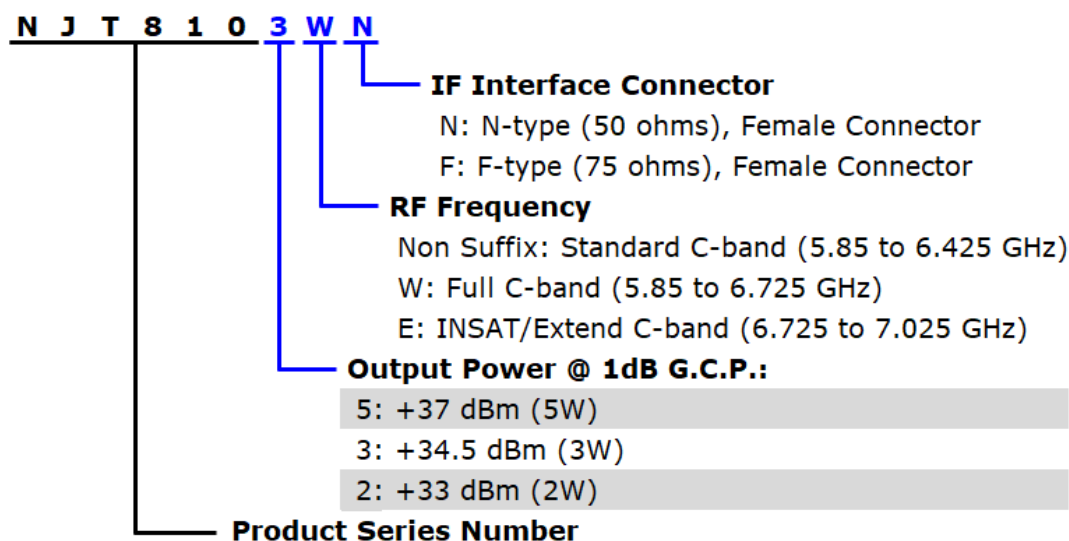 N J T 8 1 0 3 W N
IF Interface Connector
N: N-type (50 ohms), Female Connector
F: F-type (75 ohms), Female Connector
RF Frequency
Non Suffix: Standard C-band (5.85 to 6.425 GHz)
W: Full C-band (5.85 to 6.725 GHz)
E: INSAT/Extend C-band (6.725 to 7.025 GHz)
Output Power @ 1dB G.C.P.:
5: +37 dBm (5W)
3: +34.5 dBm (3W)
2: +33 dBm (2W)
Product Series Number